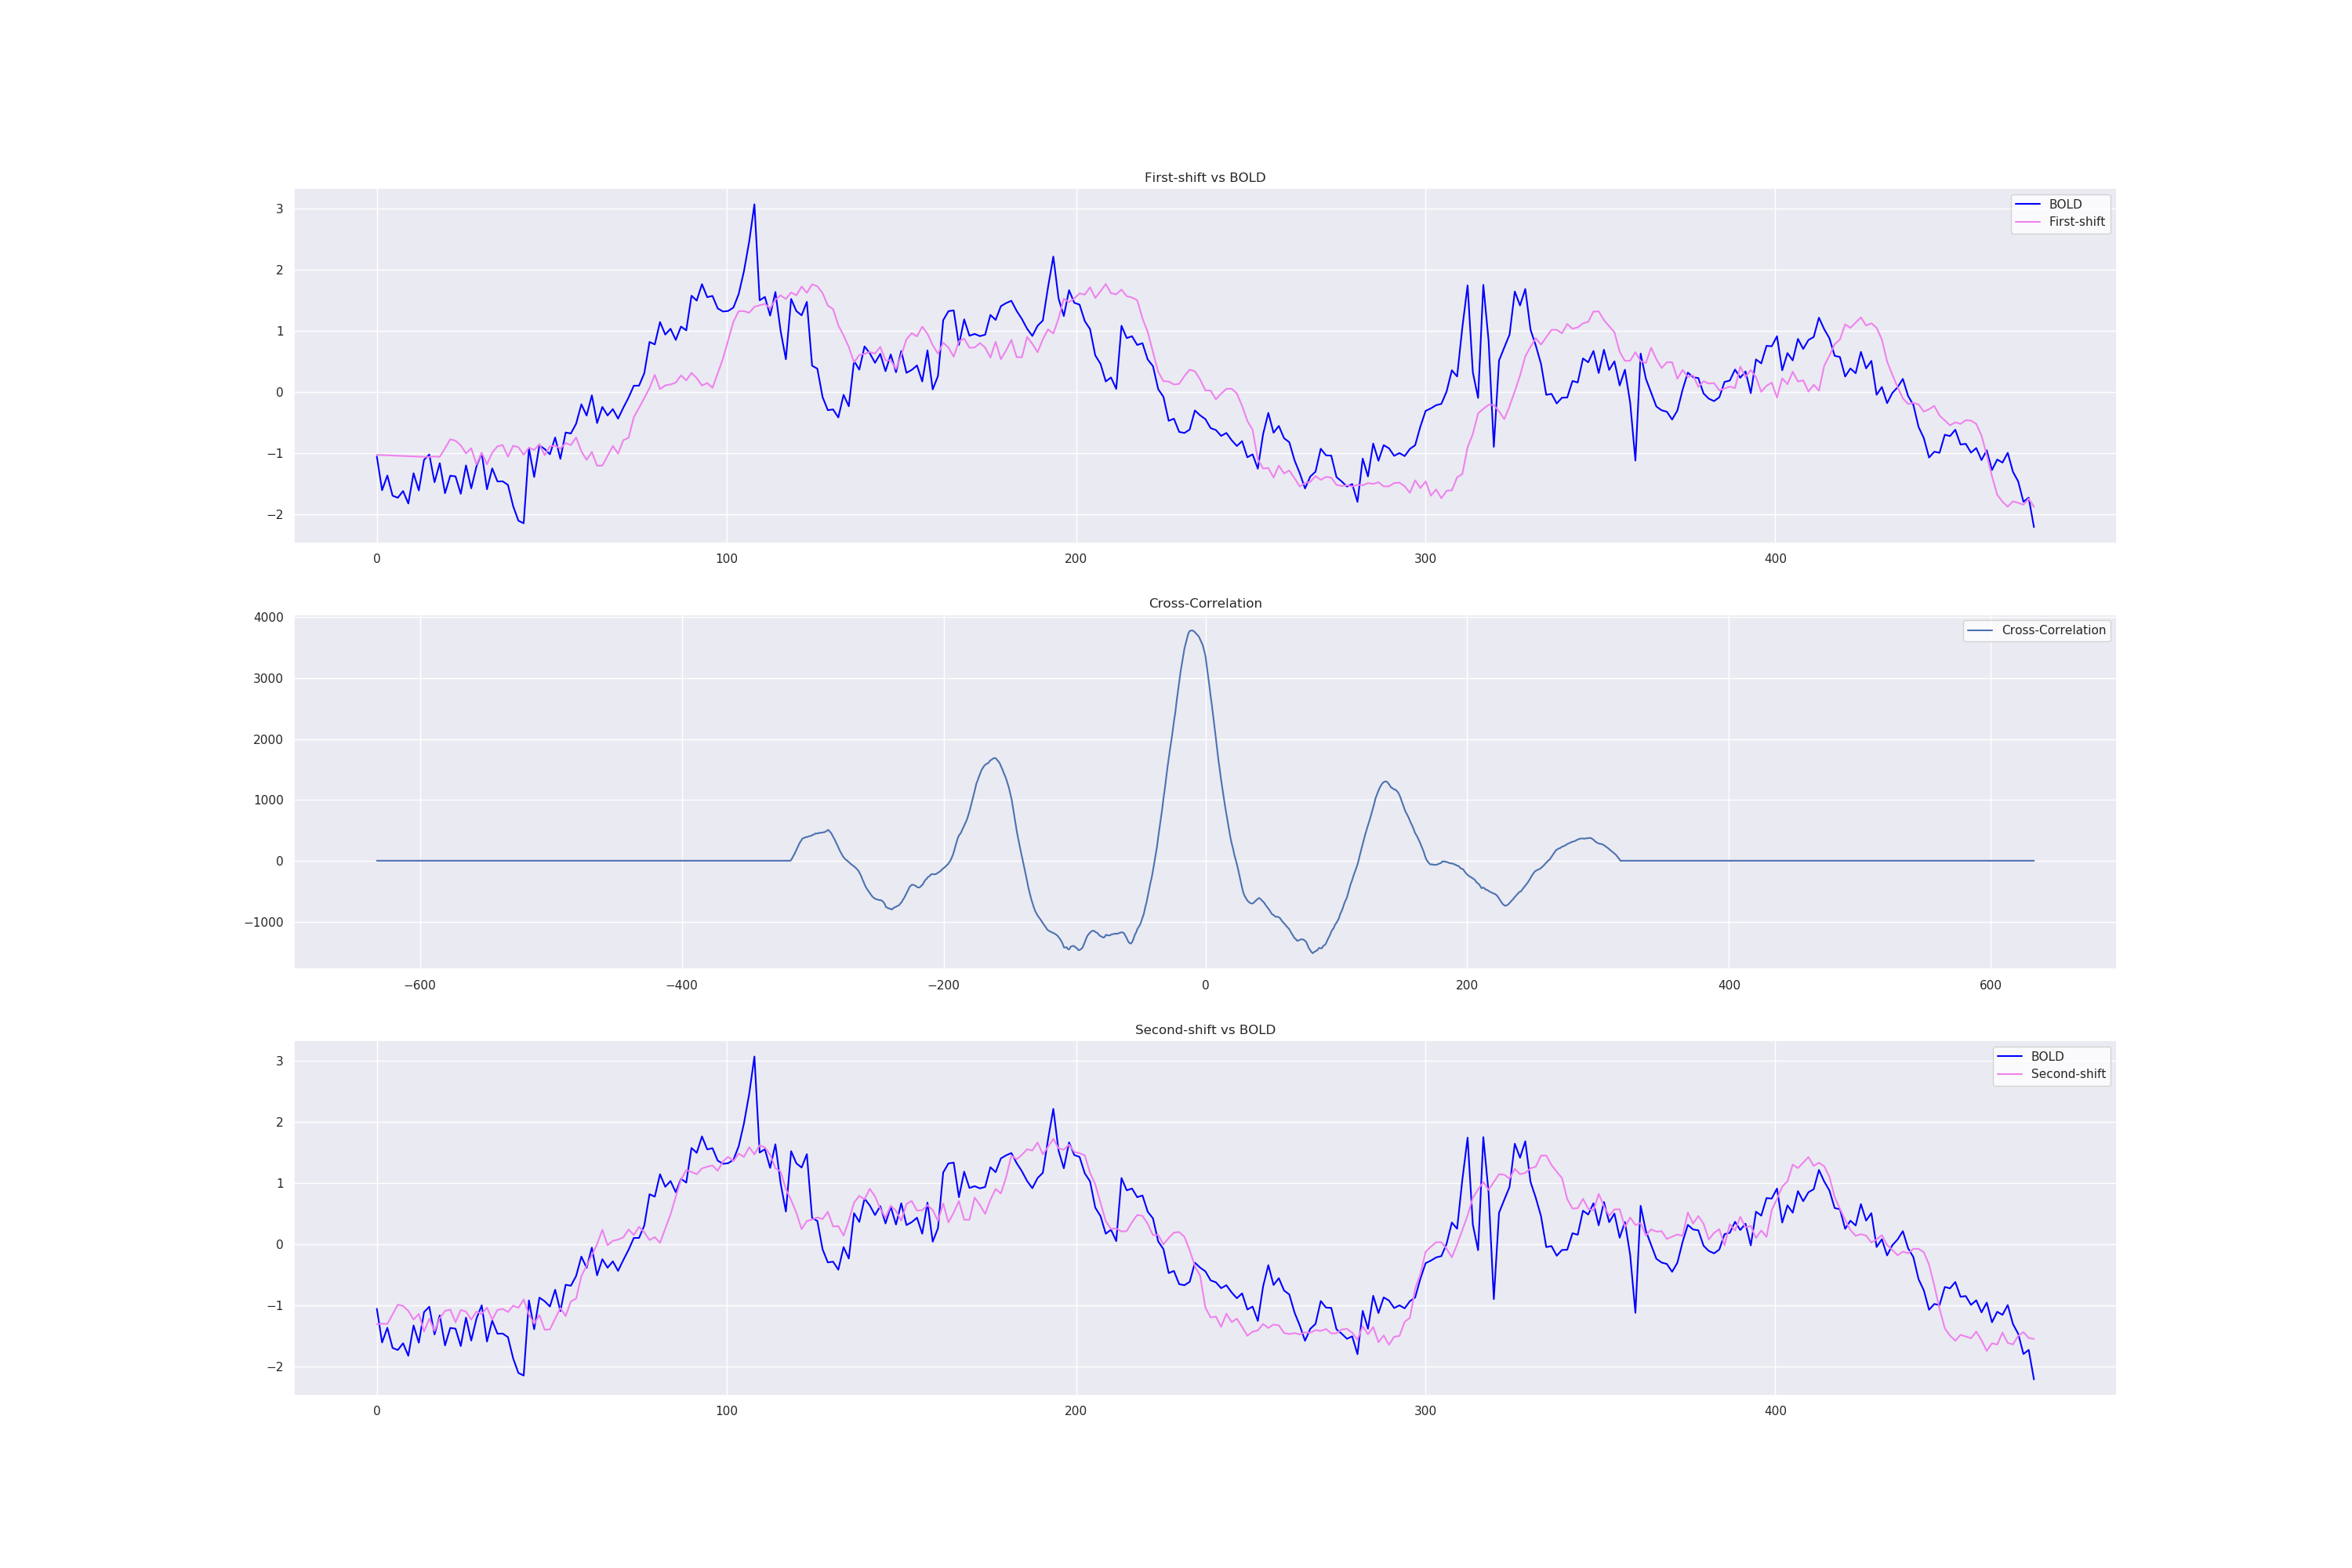 First-shift vs BOLD
3
2
1
0
−1
−2
BOLD
First-shift
0 100 200 300 400
Cross-Correlation
4000
3000
2000
1000
0
−1000
Cross-Correlation
−600 −400 −200 0 200 400 600
Second-shift vs BOLD
3
2
1
0
−1
−2
BOLD
Second-shift
0 100 200 300 400